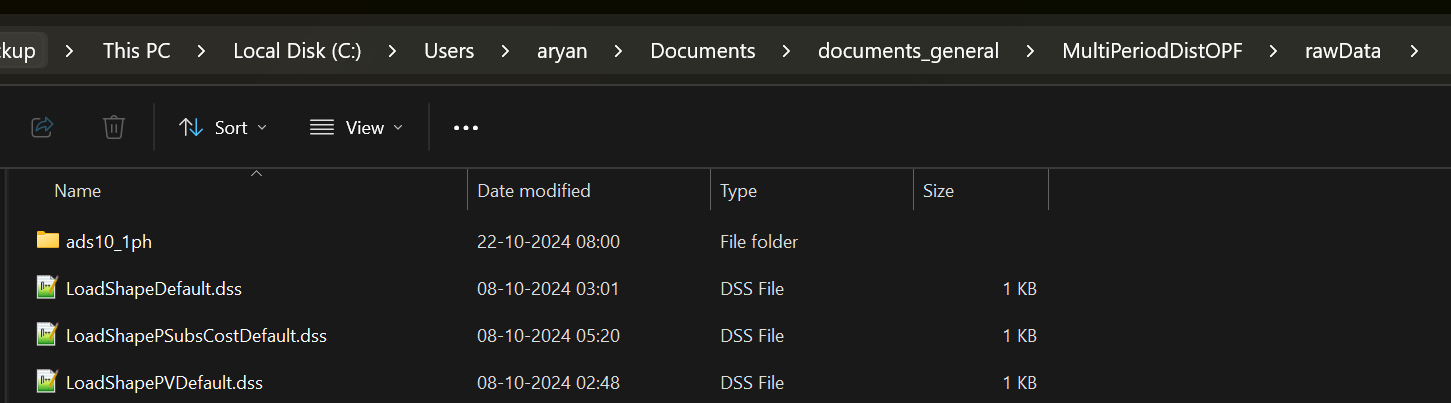 ckup > This PC > Local Disk (C:) > Users > aryan > Documents > documents_general > MultiPeriodDistOPF > rawData >
Sort View ...
Name Date modified Type Size
ads10_1ph 22-10-2024 08:00 File folder
LoadShapeDefault.dss 08-10-2024 03:01 DSS File 1 KB
LoadShapePSubsCostDefault.dss 08-10-2024 05:20 DSS File 1 KB
LoadShapePVDefault.dss 08-10-2024 02:48 DSS File 1 KB